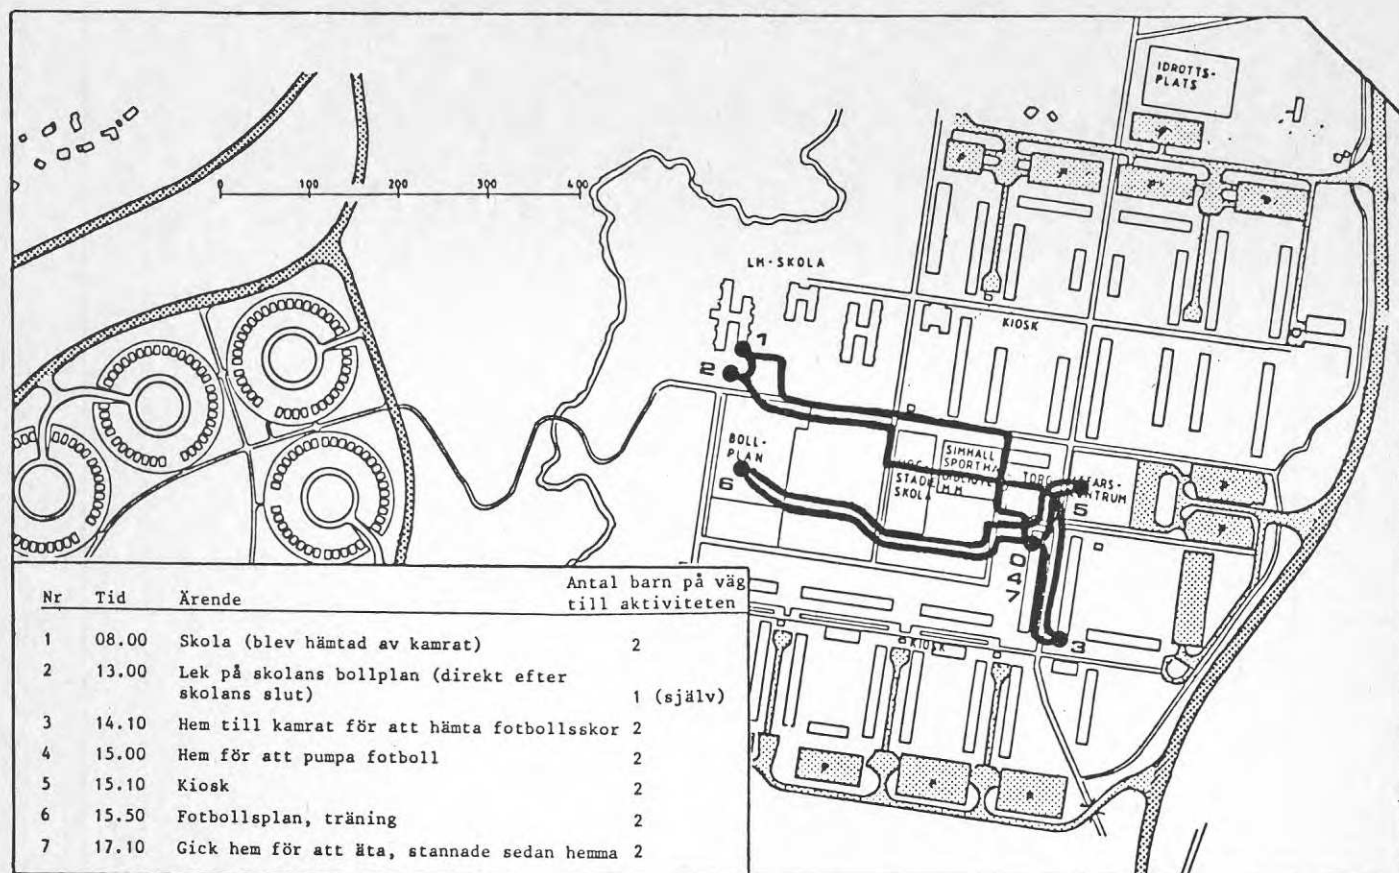 IDROTTS-
PLATS
P
P
P
P
P
0 100 200 300 400
LM-SKOLA
KIOSK
1
2
BOLL-
PLAN
SIMHALL
SPORTH
TORG
STADIE
SKOLA
M.M
CENTRUM
5
6
P
P
0
4
7
3
KIOSK
P
P
P
Nr Tid Ärende Antal barn på väg
till aktiviteten
1 08.00 Skola (blev hämtad av kamrat) 2
2 13.00 Lek på skolans bollplan (direkt efter
skolans slut) 1 (själv)
3 14.10 Hem till kamrat för att hämta fotbollsskor 2
4 15.00 Hem för att pumpa fotboll 2
5 15.10 Kiosk 2
6 15.50 Fotbollsplan, träning 2
7 17.10 Gick hem för att äta, stannade sedan hemma 2